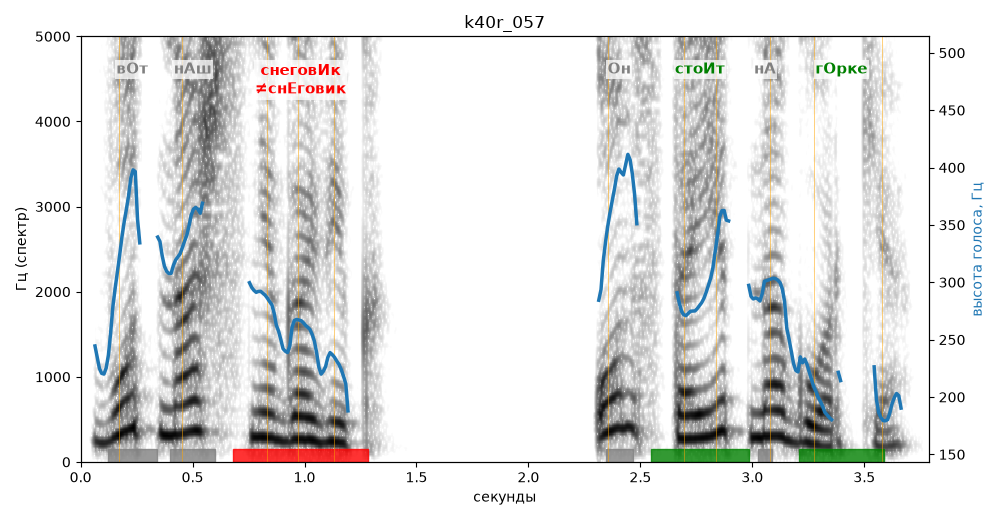 k40r_057
5000
4000
3000
2000
1000
0
Гц (спектр)
вОт нАш снеговИк
≠снЕговик
Он стоИт нА гОрке
500
450
400
350
300
250
200
150
высота голоса, Гц
0.0 0.5 1.0 1.5 2.0 2.5 3.0 3.5
секунды